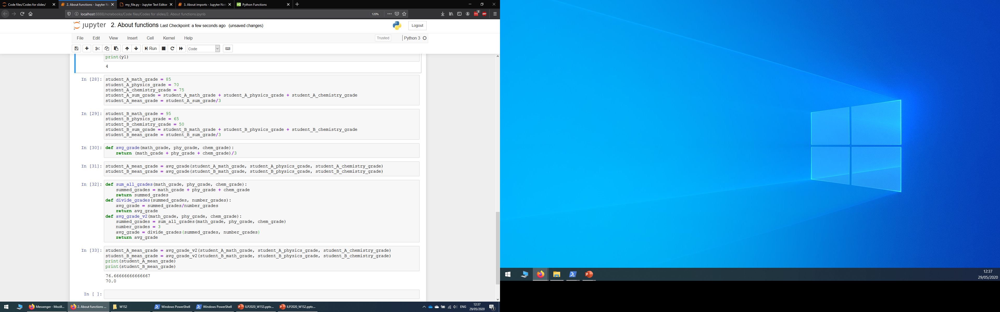 Code files/Codes for slides/
2. About functions - Jupyter N
my_file.py - Jupyter Text Editor
3. About imports - Jupyter Not
Python Functions
localhost:8888/notebooks/Code files/Codes for slides/2. About functions.ipynb
120%
2
ABP
jupyter 2. About functions Last Checkpoint: a few seconds ago (unsaved changes)
Logout
File Edit View Insert Cell Kernel Help
Trusted
Python 3
Run
Code
print(y1)
4
In [28]:
student_A_math_grade = 85
student_A_physics_grade = 70
student_A_chemistry_grade = 75
student_A_sum_grade = student_A_math_grade + student_A_physics_grade + student_A_chemistry_grade
student_A_mean_grade = student_A_sum_grade/3
In [29]:
student_B_math_grade = 95
student_B_physics_grade = 65
student_B_chemistry_grade = 50
student_B_sum_grade = student_B_math_grade + student_B_physics_grade + student_B_chemistry_grade
student_B_mean_grade = student_B_sum_grade/3
In [30]:
def avg_grade(math_grade, phy_grade, chem_grade):
    return (math_grade + phy_grade + chem_grade)/3
In [31]:
student_A_mean_grade = avg_grade(student_A_math_grade, student_A_physics_grade, student_A_chemistry_grade)
student_B_mean_grade = avg_grade(student_B_math_grade, student_B_physics_grade, student_B_chemistry_grade)
In [32]:
def sum_all_grades(math_grade, phy_grade, chem_grade):
    summed_grades = math_grade + phy_grade + chem_grade
    return summed_grades
def divide_grades(summed_grades, number_grades):
    avg_grade = summed_grades/number_grades
    return avg_grade
def avg_grade_v2(math_grade, phy_grade, chem_grade):
    summed_grades = sum_all_grades(math_grade, phy_grade, chem_grade)
    number_grades = 3
    avg_grade = divide_grades(summed_grades, number_grades)
    return avg_grade
In [33]:
student_A_mean_grade = avg_grade_v2(student_A_math_grade, student_A_physics_grade, student_A_chemistry_grade)
student_B_mean_grade = avg_grade_v2(student_B_math_grade, student_B_physics_grade, student_B_chemistry_grade)
print(student_A_mean_grade)
print(student_B_mean_grade)
76.66666666666667
70.0
In [ ]:
Messenger - Mozill...
2. About functions ...
W1S2
Windows PowerShell
Windows PowerShell
ILP2020_W1S3.pptx...
ILP2020_W1S2.pptx...
ENG
12:37
29/05/2020
1
12:37
29/05/2020